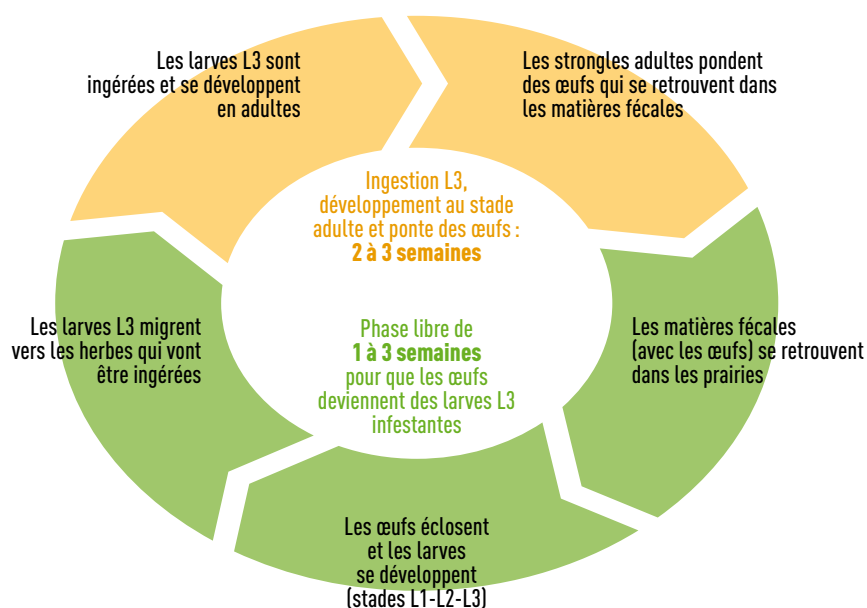 Les larves L3 sont
ingérées et se développent
en adultes
Les strongles adultes pondent
des œufs qui se retrouvent dans
les matières fécales
Ingestion L3,
développement au stade
adulte et ponte des œufs :
2 à 3 semaines
Les larves L3 migrent
vers les herbes qui vont
être ingérées
Phase libre de
1 à 3 semaines
pour que les œufs
deviennent des larves L3
infestantes
Les matières fécales
(avec les œufs) se retrouvent
dans les prairies
Les œufs éclosent
et les larves
se développent
(stades L1-L2-L3)